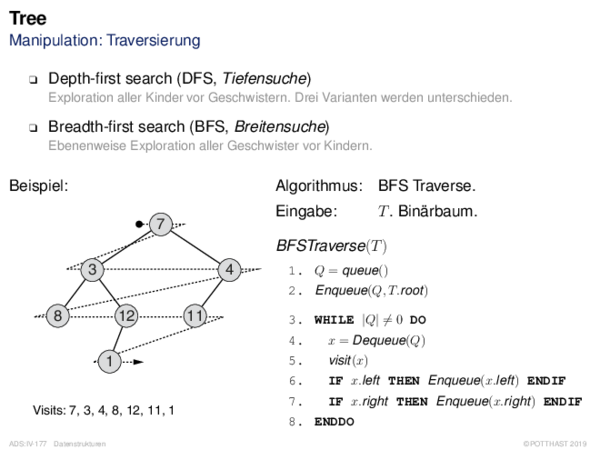 Tree
Manipulation: Traversierung
❑ Depth-first search (DFS, Tiefensuche)
Exploration aller Kinder vor Geschwistern. Drei Varianten werden unterschieden.
❑ Breadth-first search (BFS, Breitensuche)
Ebenenweise Exploration aller Geschwister vor Kindern.
Beispiel:
7
3 4
8 12 11
1
Visits: 7, 3, 4, 8, 12, 11, 1
Algorithmus: BFS Traverse.
Eingabe: T. Binärbaum.
BFSTraverse(T)
1. Q = queue()
2. Enqueue(Q, T.root)
3. WHILE |Q| ≠ 0 DO
4. x = Dequeue(Q)
5. visit(x)
6. IF x.left THEN Enqueue(x.left) ENDIF
7. IF x.right THEN Enqueue(x.right) ENDIF
8. ENDDO
ADS:IV-177 Datenstrukturen
© POTTHAST 2019